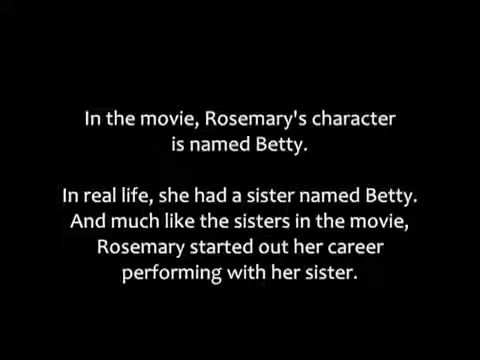 In the movie, Rosemary's character
is named Betty.
In real life, she had a sister named Betty.
And much like the sisters in the movie,
Rosemary started out her career
performing with her sister.